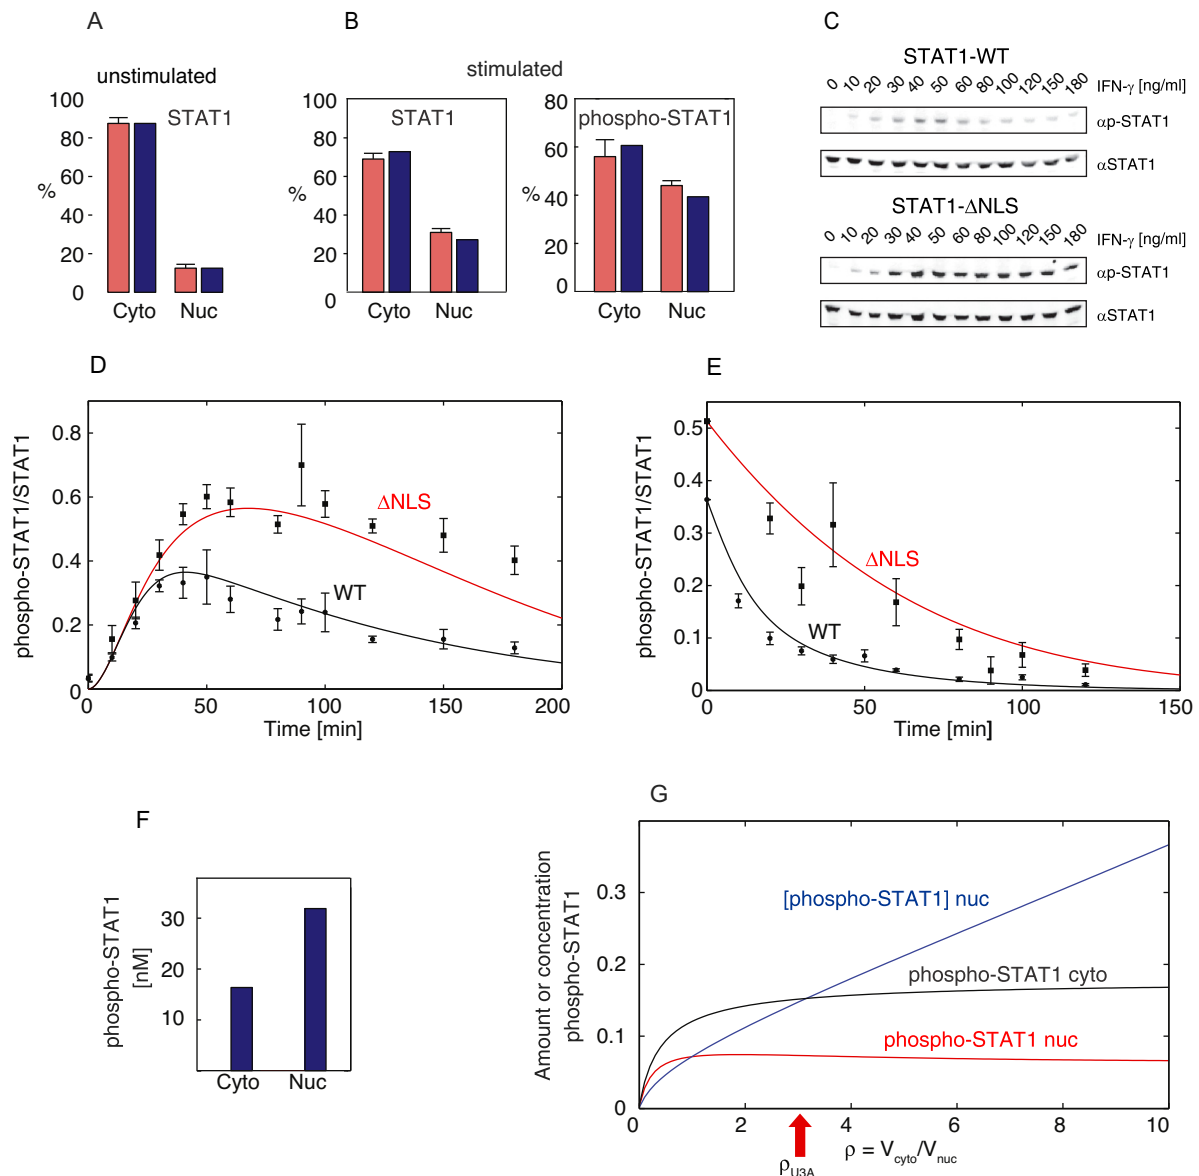 A
B
C
unstimulated
stimulated
STAT1-WT
0 10 20 30 40 50 60 80 100 120 150 180 IFN-γ [ng/ml]
αp-STAT1
αSTAT1
STAT1-ΔNLS
0 10 20 30 40 50 60 80 100 120 150 180 IFN-γ [ng/ml]
αp-STAT1
αSTAT1
100
80
60
40
20
0
%
STAT1
Cyto Nuc
100
80
60
40
20
0
%
STAT1
Cyto Nuc
80
60
40
20
0
%
phospho-STAT1
Cyto Nuc
D
phospho-STAT1/STAT1
0.8
0.6
0.4
0.2
0
ΔNLS
WT
0 50 100 150 200
Time [min]
E
phospho-STAT1/STAT1
0.5
0.4
0.3
0.2
0.1
0
ΔNLS
WT
0 50 100 150
Time [min]
F
phospho-STAT1
[nM]
30
20
10
Cyto Nuc
G
Amount or concentration
phospho-STAT1
0.3
0.2
0.1
0
[phospho-STAT1] nuc
phospho-STAT1 cyto
phospho-STAT1 nuc
0 2 4 6 8 10
ρ = Vcyto/Vnuc
ρU3A